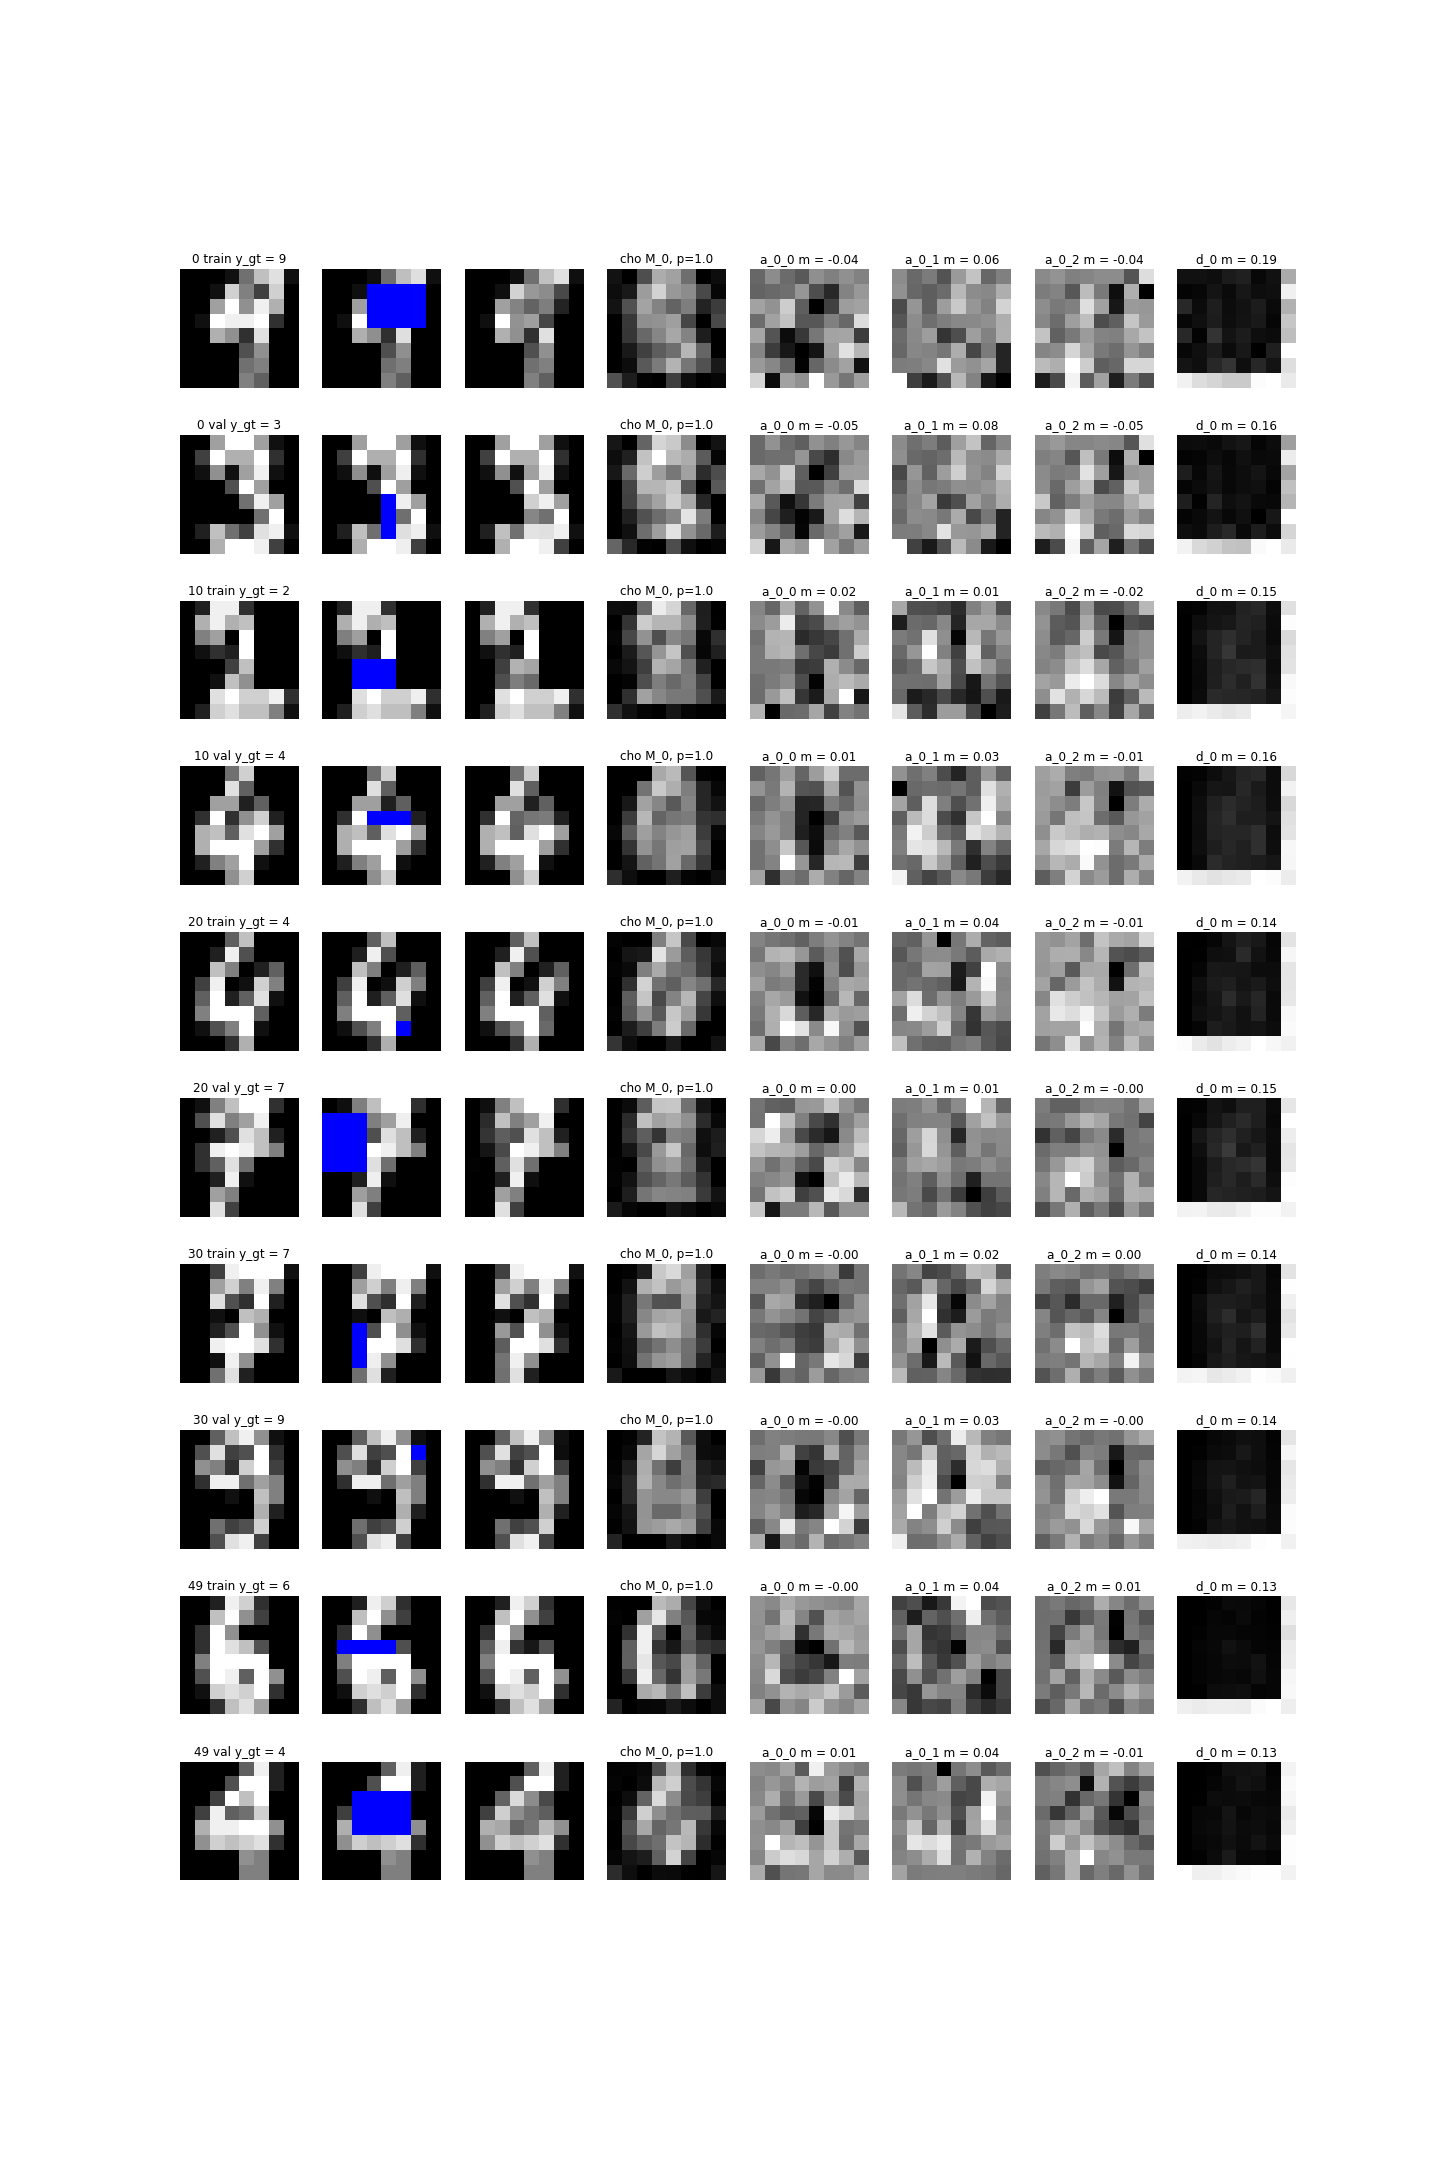 0 train y_gt = 9 cho M_0, p=1.0 a_0_0 m = -0.04 a_0_1 m = 0.06 a_0_2 m = -0.04 d_0 m = 0.19
0 val y_gt = 3 cho M_0, p=1.0 a_0_0 m = -0.05 a_0_1 m = 0.08 a_0_2 m = -0.05 d_0 m = 0.16
10 train y_gt = 2 cho M_0, p=1.0 a_0_0 m = 0.02 a_0_1 m = 0.01 a_0_2 m = -0.02 d_0 m = 0.15
10 val y_gt = 4 cho M_0, p=1.0 a_0_0 m = 0.01 a_0_1 m = 0.03 a_0_2 m = -0.01 d_0 m = 0.16
20 train y_gt = 4 cho M_0, p=1.0 a_0_0 m = -0.01 a_0_1 m = 0.04 a_0_2 m = -0.01 d_0 m = 0.14
20 val y_gt = 7 cho M_0, p=1.0 a_0_0 m = 0.00 a_0_1 m = 0.01 a_0_2 m = -0.00 d_0 m = 0.15
30 train y_gt = 7 cho M_0, p=1.0 a_0_0 m = -0.00 a_0_1 m = 0.02 a_0_2 m = 0.00 d_0 m = 0.14
30 val y_gt = 9 cho M_0, p=1.0 a_0_0 m = -0.00 a_0_1 m = 0.03 a_0_2 m = -0.00 d_0 m = 0.14
49 train y_gt = 6 cho M_0, p=1.0 a_0_0 m = -0.00 a_0_1 m = 0.04 a_0_2 m = 0.01 d_0 m = 0.13
49 val y_gt = 4 cho M_0, p=1.0 a_0_0 m = 0.01 a_0_1 m = 0.04 a_0_2 m = -0.01 d_0 m = 0.13